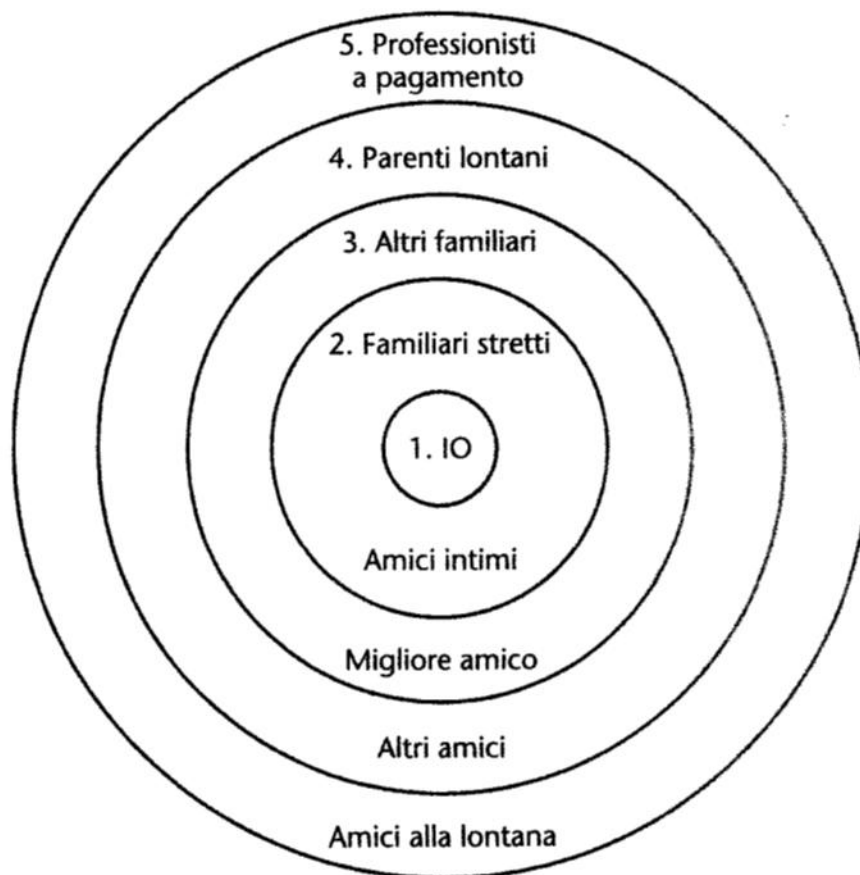 5. Professionisti
a pagamento
4. Parenti lontani
3. Altri familiari
2. Familiari stretti
1. IO
Amici intimi
Migliore amico
Altri amici
Amici alla lontana